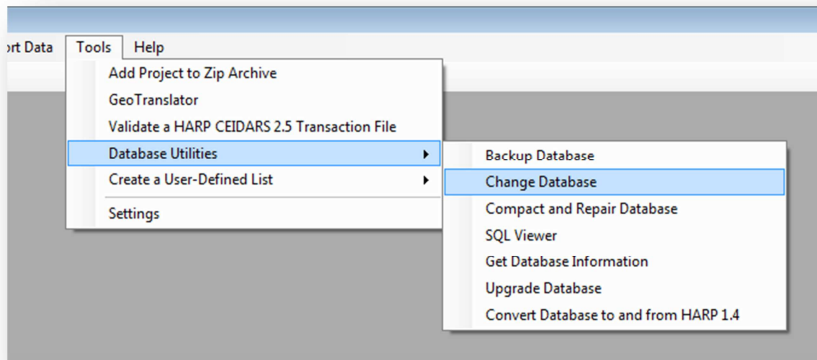 Data Tools Help
Add Project to Zip Archive
GeoTranslator
Validate a HARP CEIDARS 2.5 Transaction File
Database Utilities
Create a User-Defined List
Settings
Backup Database
Change Database
Compact and Repair Database
SQL Viewer
Get Database Information
Upgrade Database
Convert Database to and from HARP 1.4